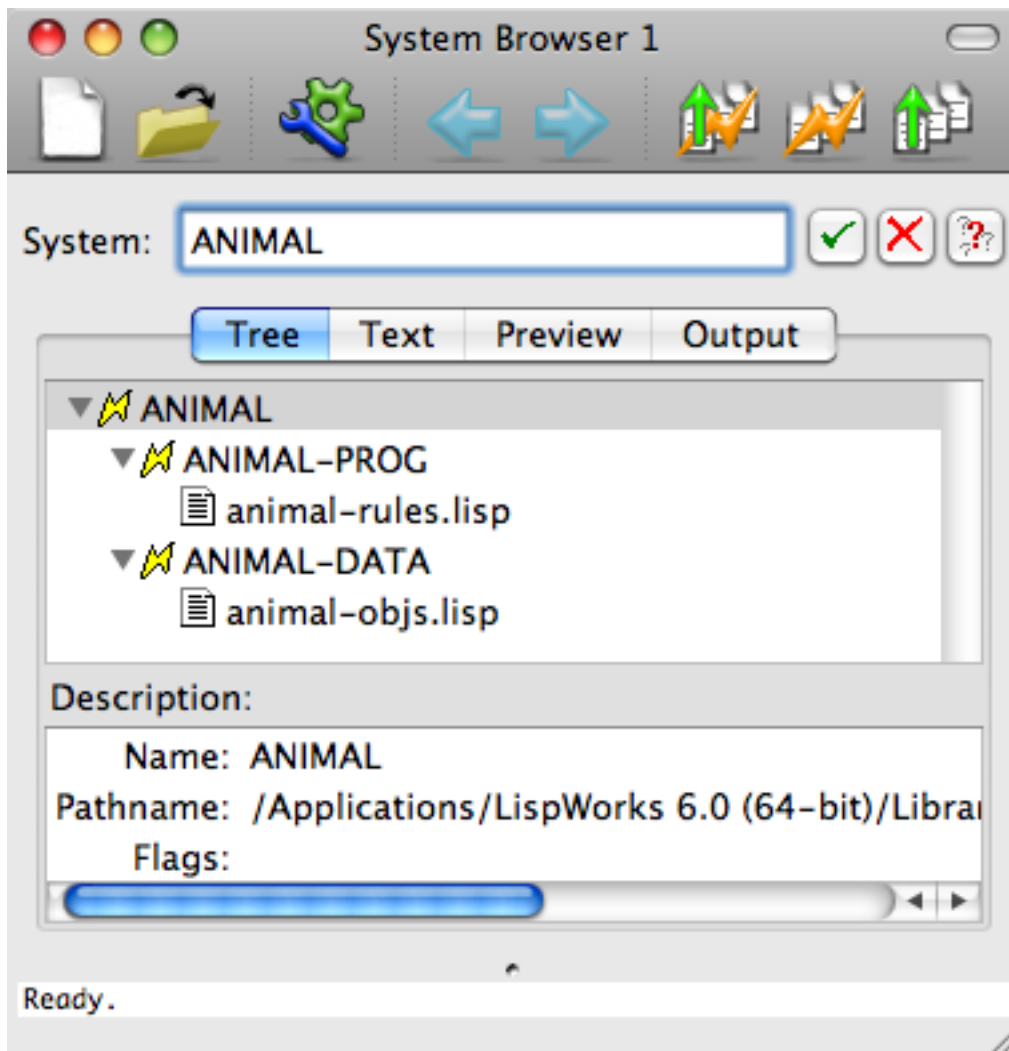 System Browser 1
System: ANIMAL
Tree Text Preview Output
ANIMAL
ANIMAL-PROG
animal-rules.lisp
ANIMAL-DATA
animal-objs.lisp
Description:
Name: ANIMAL
Pathname: /Applications/LispWorks 6.0 (64-bit)/Librar
Flags:
Ready.